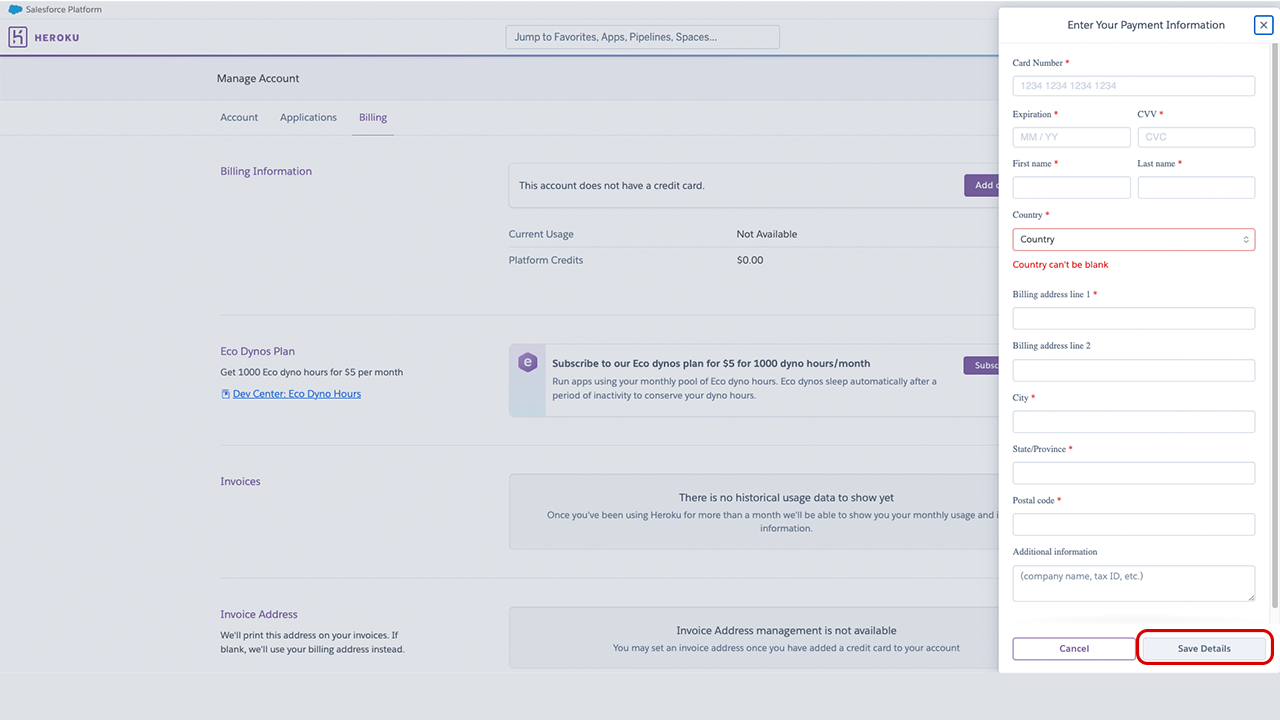 Salesforce Platform
HEROKU
Jump to Favorites, Apps, Pipelines, Spaces...
Manage Account
Account
Applications
Billing
Billing Information
This account does not have a credit card.
Add
Current Usage
Not Available
Platform Credits
$0.00
Eco Dynos Plan
Get 1000 Eco dyno hours for $5 per month
Dev Center: Eco Dyno Hours
e
Subscribe to our Eco dynos plan for $5 for 1000 dyno hours/month
Run apps using your monthly pool of Eco dyno hours. Eco dynos sleep automatically after a
period of inactivity to conserve your dyno hours.
Subsc
Invoices
There is no historical usage data to show yet
Once you've been using Heroku for more than a month we'll be able to show you your monthly usage and i
information.
Invoice Address
We'll print this address on your invoices. If
blank, we'll use your billing address instead.
Invoice Address management is not available
You may set an invoice address once you have added a credit card to your account
Enter Your Payment Information
Card Number *
1234 1234 1234 1234
Expiration *
CVV *
MM / YY
CVC
First name *
Last name *
Country *
Country
Country can't be blank
Billing address line 1 *
Billing address line 2
City *
State/Province *
Postal code *
Additional information
(company name, tax ID, etc.)
Cancel
Save Details